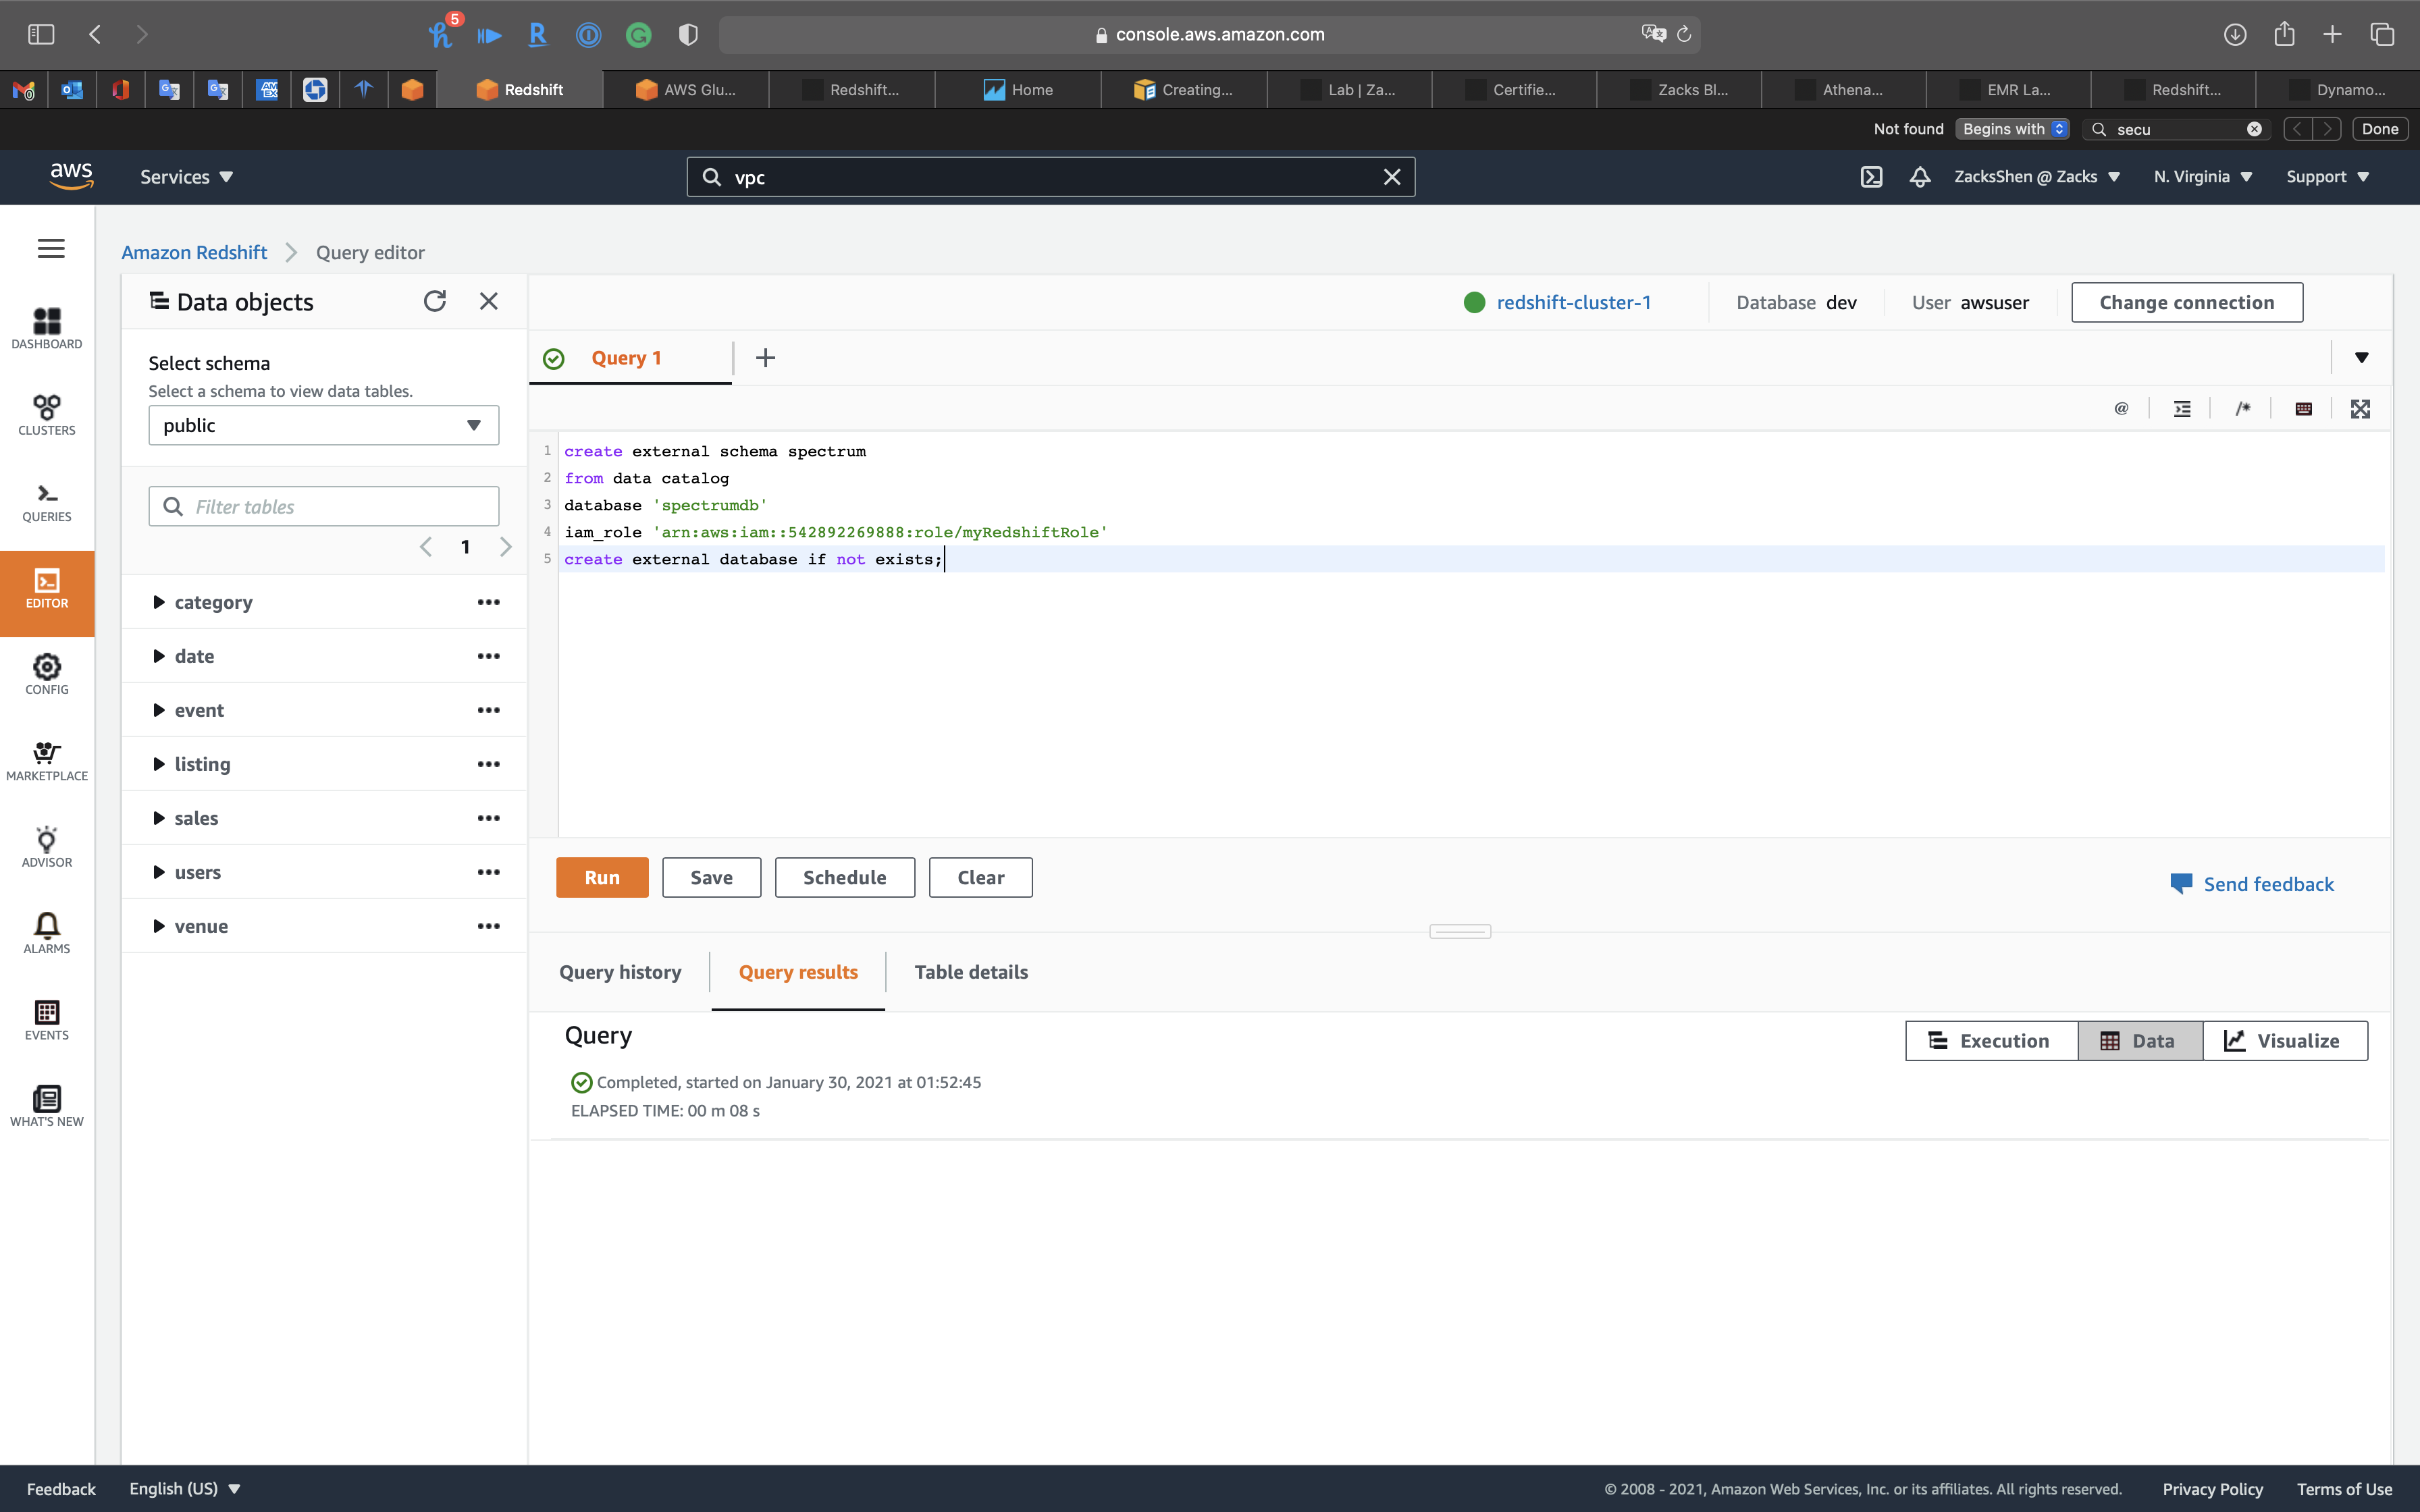 5
console.aws.amazon.com
Redshift
AWS Glu...
Redshift...
Home
Creating...
Lab | Za...
Certifie...
Zacks Bl...
Athena...
EMR La...
Redshift...
Dynamo...
Not found
Begins with
secu
Done
aws
Services
vpc
ZacksShen @ Zacks
N. Virginia
Support
Amazon Redshift
Query editor
DASHBOARD
CLUSTERS
QUERIES
EDITOR
CONFIG
MARKETPLACE
ADVISOR
ALARMS
EVENTS
WHAT'S NEW
Data objects
Select schema
Select a schema to view data tables.
public
Filter tables
1
category
date
event
listing
sales
users
venue
redshift-cluster-1
Database dev
User awsuser
Change connection
Query 1
1 create external schema spectrum
2 from data catalog
3 database 'spectrumdb'
4 iam_role 'arn:aws:iam::542892269888:role/myRedshiftRole'
5 create external database if not exists;
Run
Save
Schedule
Clear
Send feedback
Query history
Query results
Table details
Query
Execution
Data
Visualize
Completed, started on January 30, 2021 at 01:52:45
ELAPSED TIME: 00 m 08 s
Feedback
English (US)
© 2008 - 2021, Amazon Web Services, Inc. or its affiliates. All rights reserved.
Privacy Policy
Terms of Use